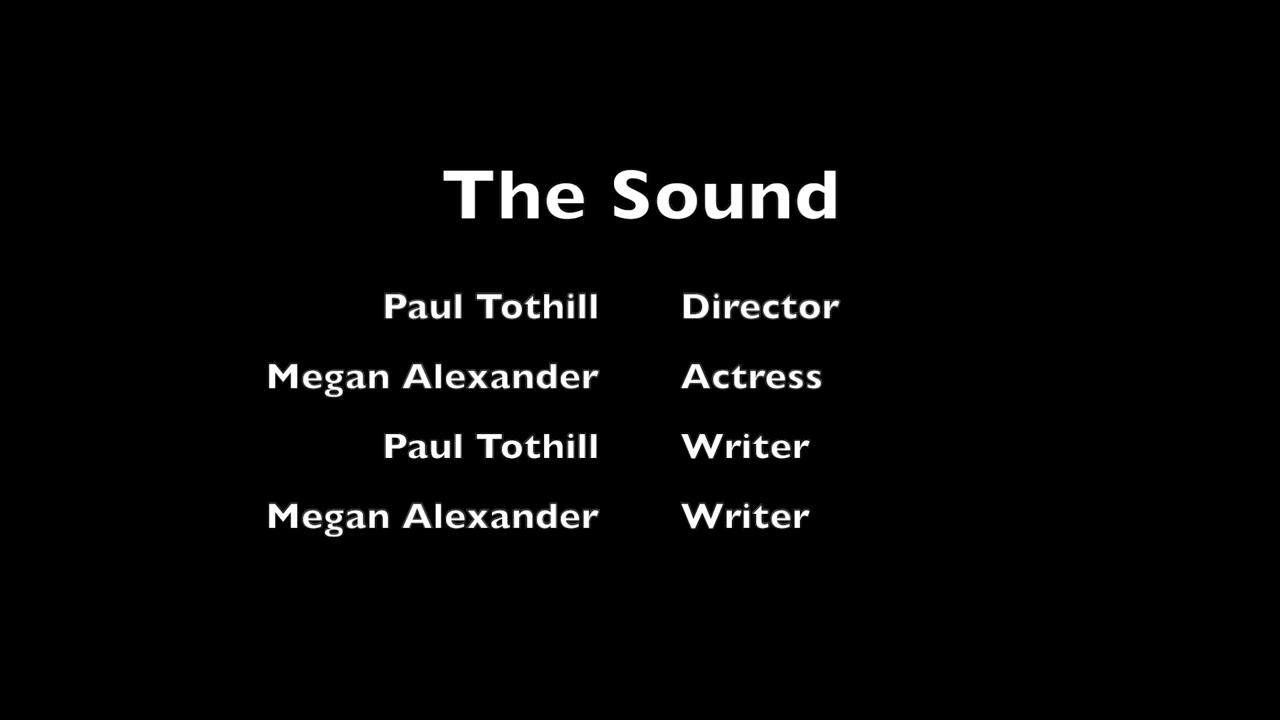 The Sound
Paul Tothill Director
Megan Alexander Actress
Paul Tothill Writer
Megan Alexander Writer